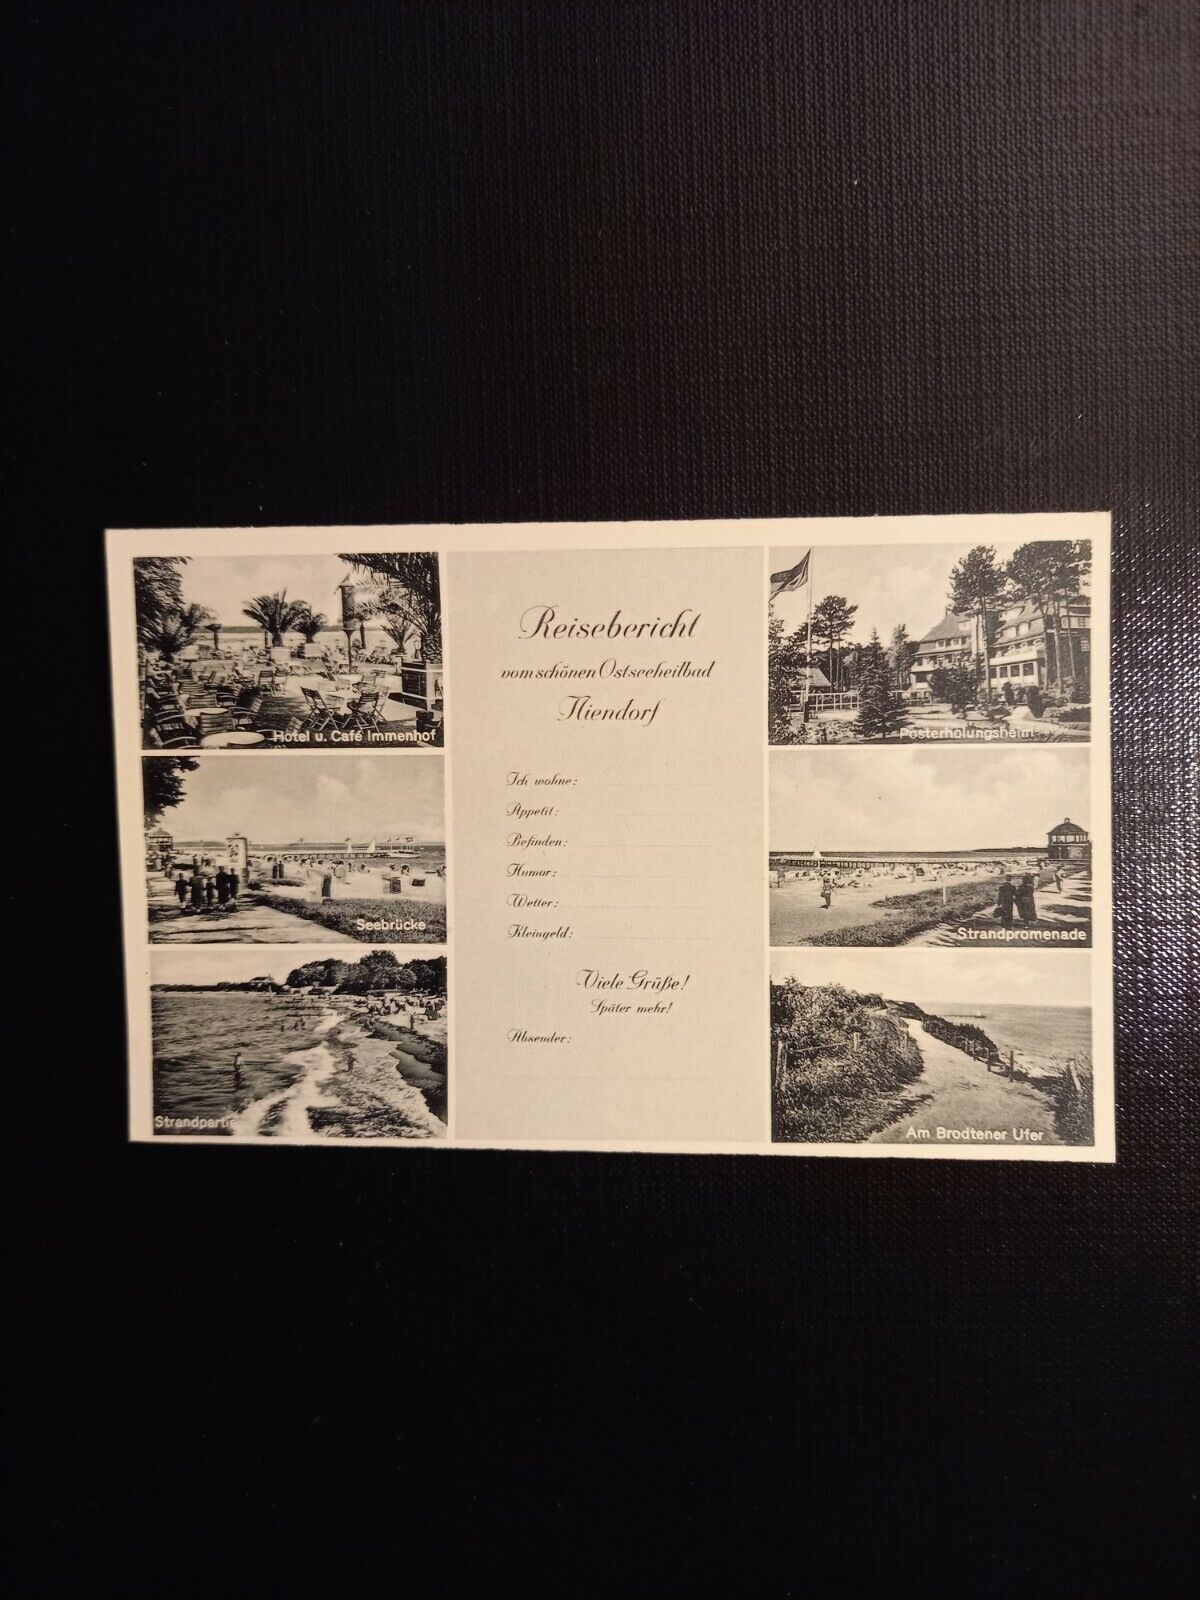 Hotel u. Café Immenhof
Seebrücke
Strandpartie
Reisebericht
vom schönen Ostseeheilbad
Niendorf
Ich wohne:
Appetit:
Befinden:
Humor:
Wetter:
Kleingeld:
Viele Grüße!
Später mehr!
Absender:
Posterholungsheim
Strandpromenade
Am Brodtener Ufer